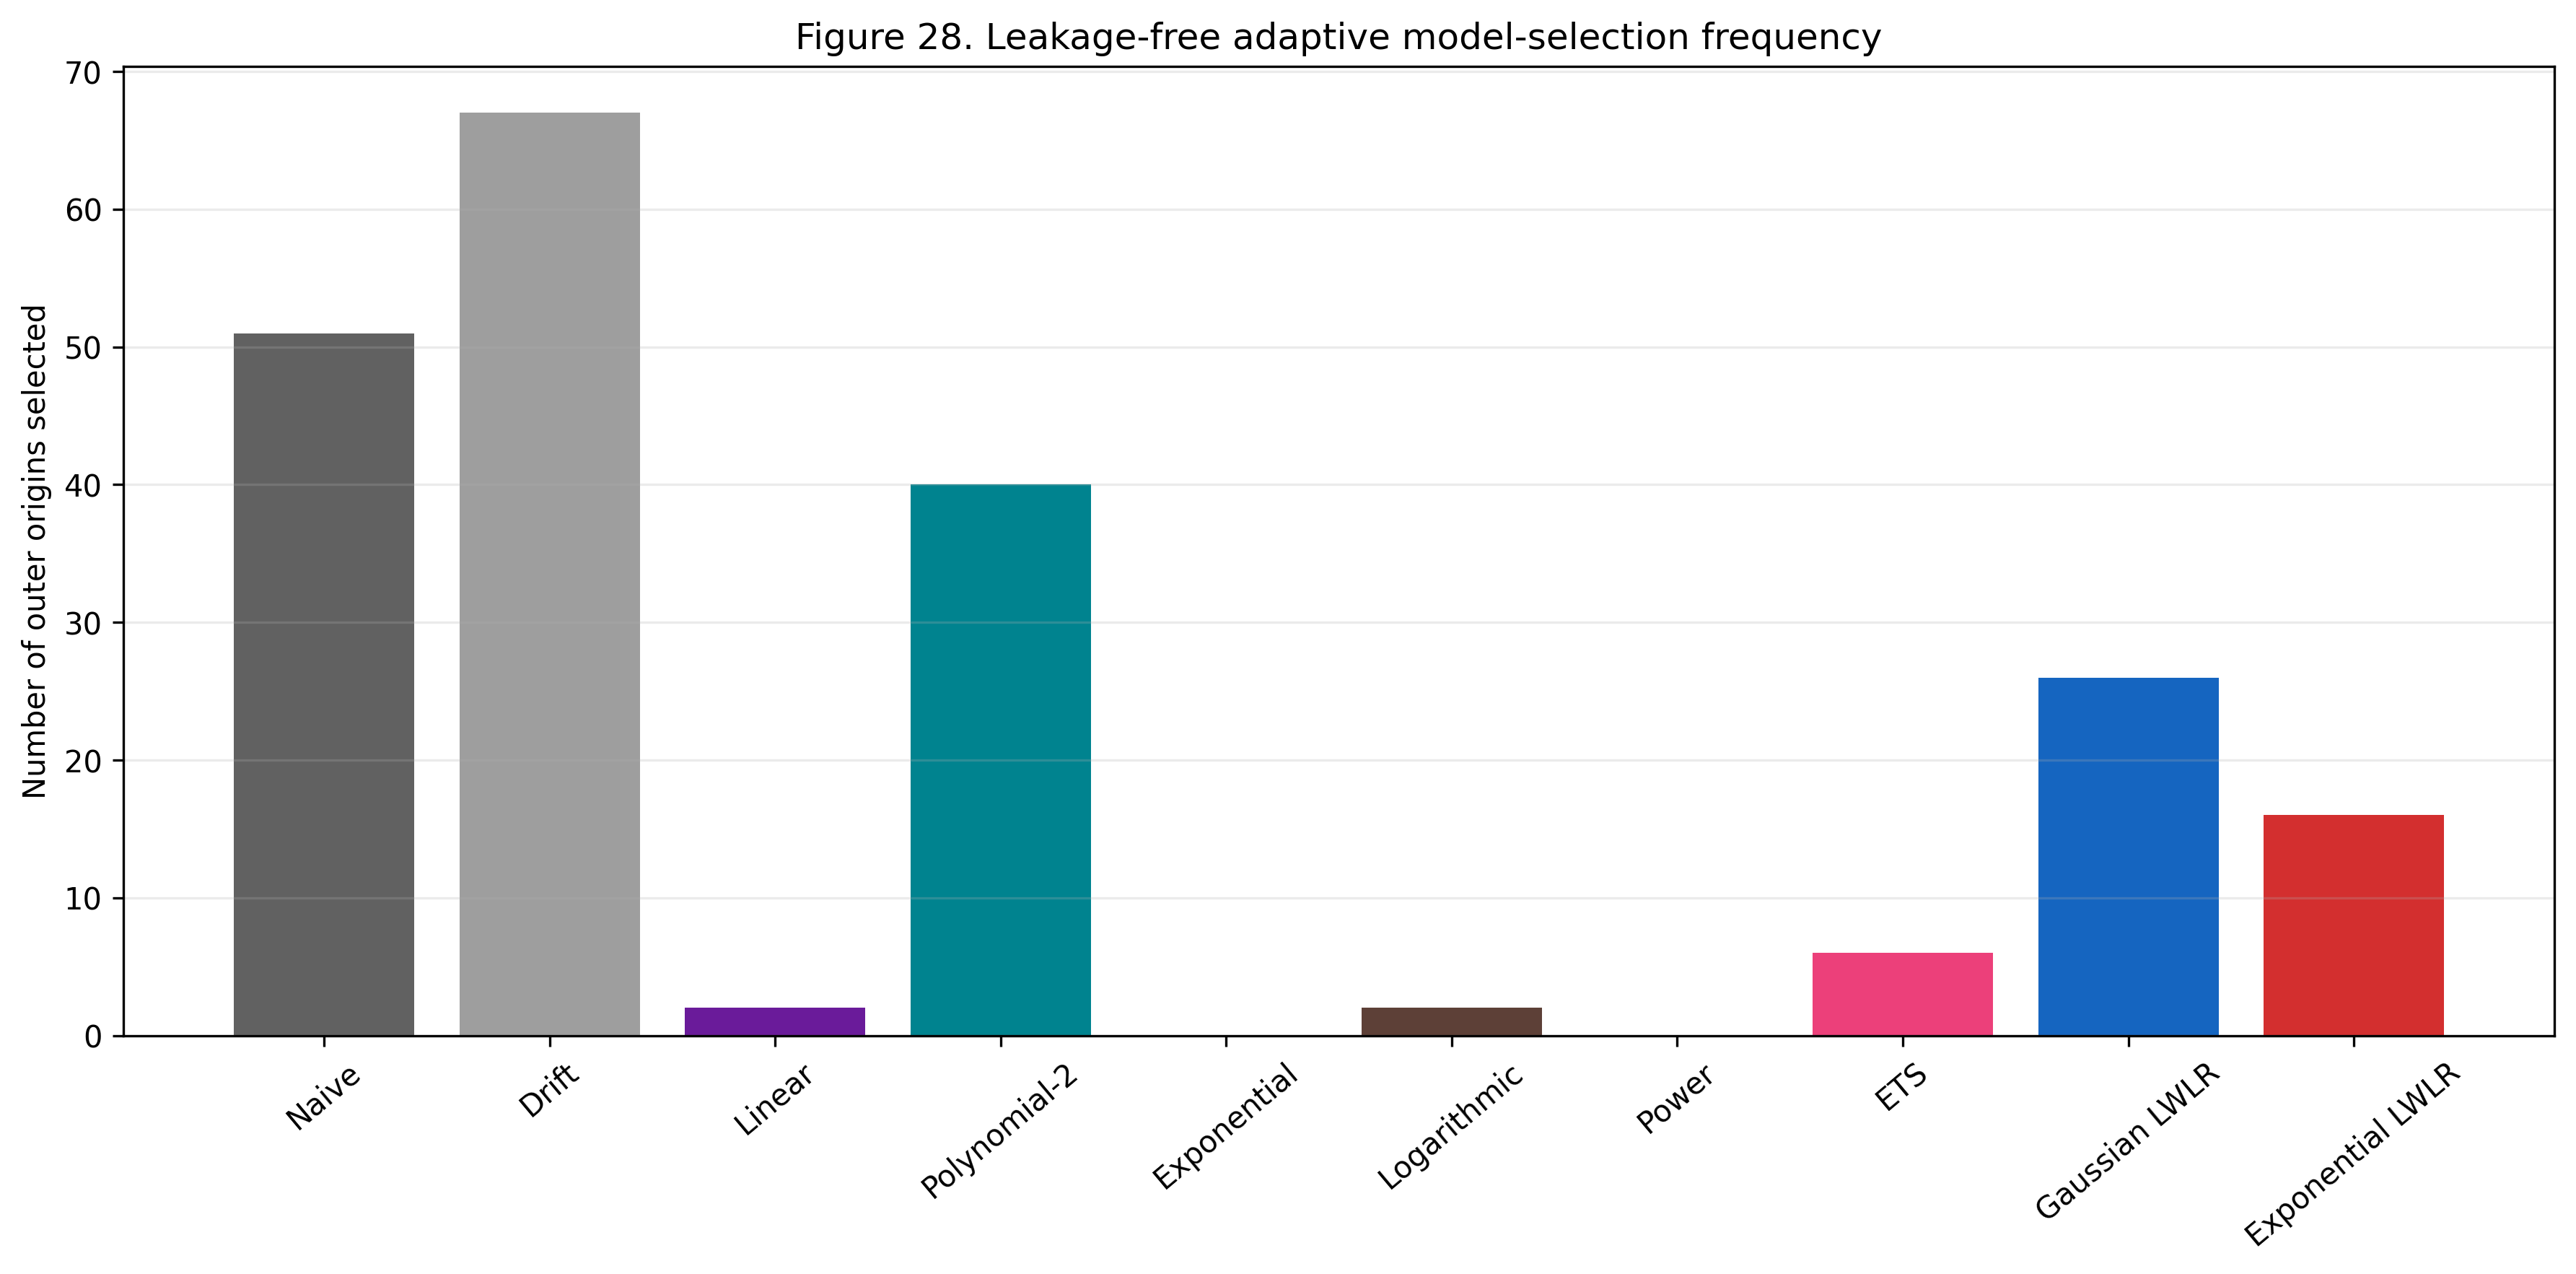 Figure 28. Leakage-free adaptive model-selection frequency
Number of outer origins selected
70
60
50
40
30
20
10
0
Naive
Drift
Linear
Polynomial-2
Exponential
Logarithmic
Power
ETS
Gaussian LWLR
Exponential LWLR